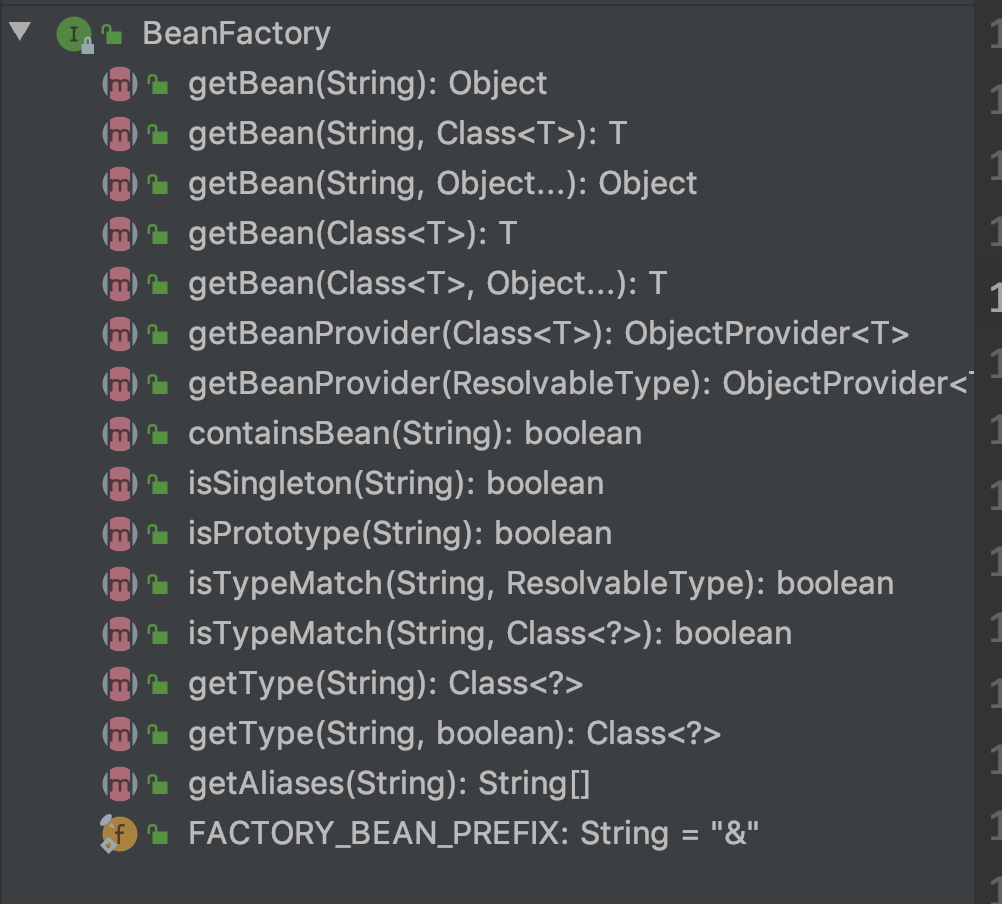 BeanFactory
getBean(String): Object
getBean(String, Class<T>): T
getBean(String, Object...): Object
getBean(Class<T>): T
getBean(Class<T>, Object...): T
getBeanProvider(Class<T>): ObjectProvider<T>
getBeanProvider(ResolvableType): ObjectProvider<
containsBean(String): boolean
isSingleton(String): boolean
isPrototype(String): boolean
isTypeMatch(String, ResolvableType): boolean
isTypeMatch(String, Class<?>): boolean
getType(String): Class<?>
getType(String, boolean): Class<?>
getAliases(String): String[]
FACTORY_BEAN_PREFIX: String = "&"